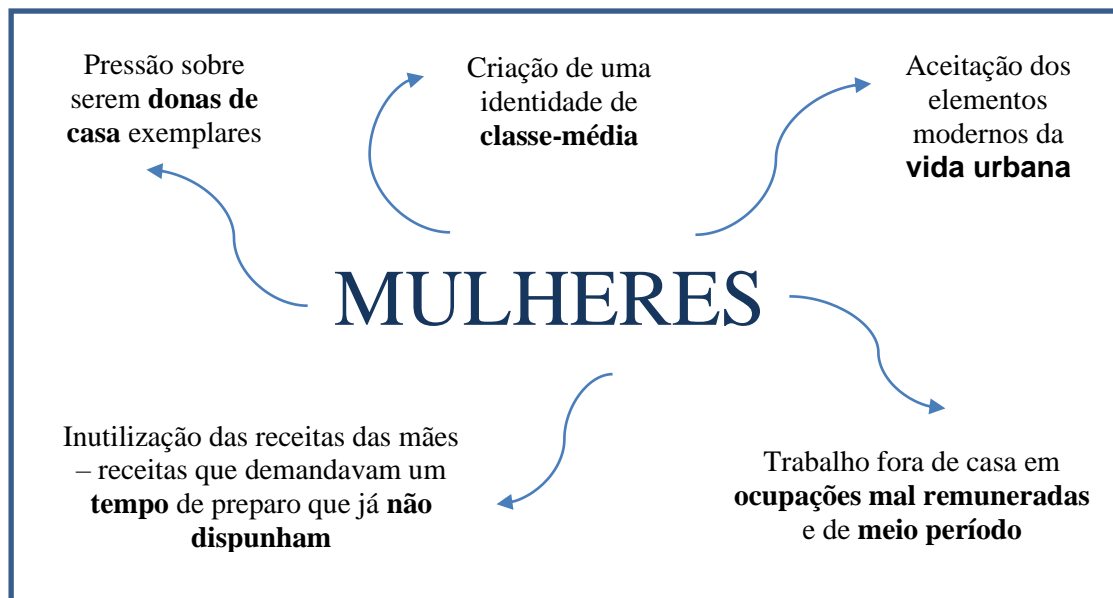 Pressão sobre
serem donas de
casa exemplares
Criação de uma
identidade de
classe-média
Aceitação dos
elementos
modernos da
vida urbana
MULHERES
Inutilização das receitas das mães
– receitas que demandavam um
tempo de preparo que já não
dispunham
Trabalho fora de casa em
ocupações mal remuneradas
e de meio período